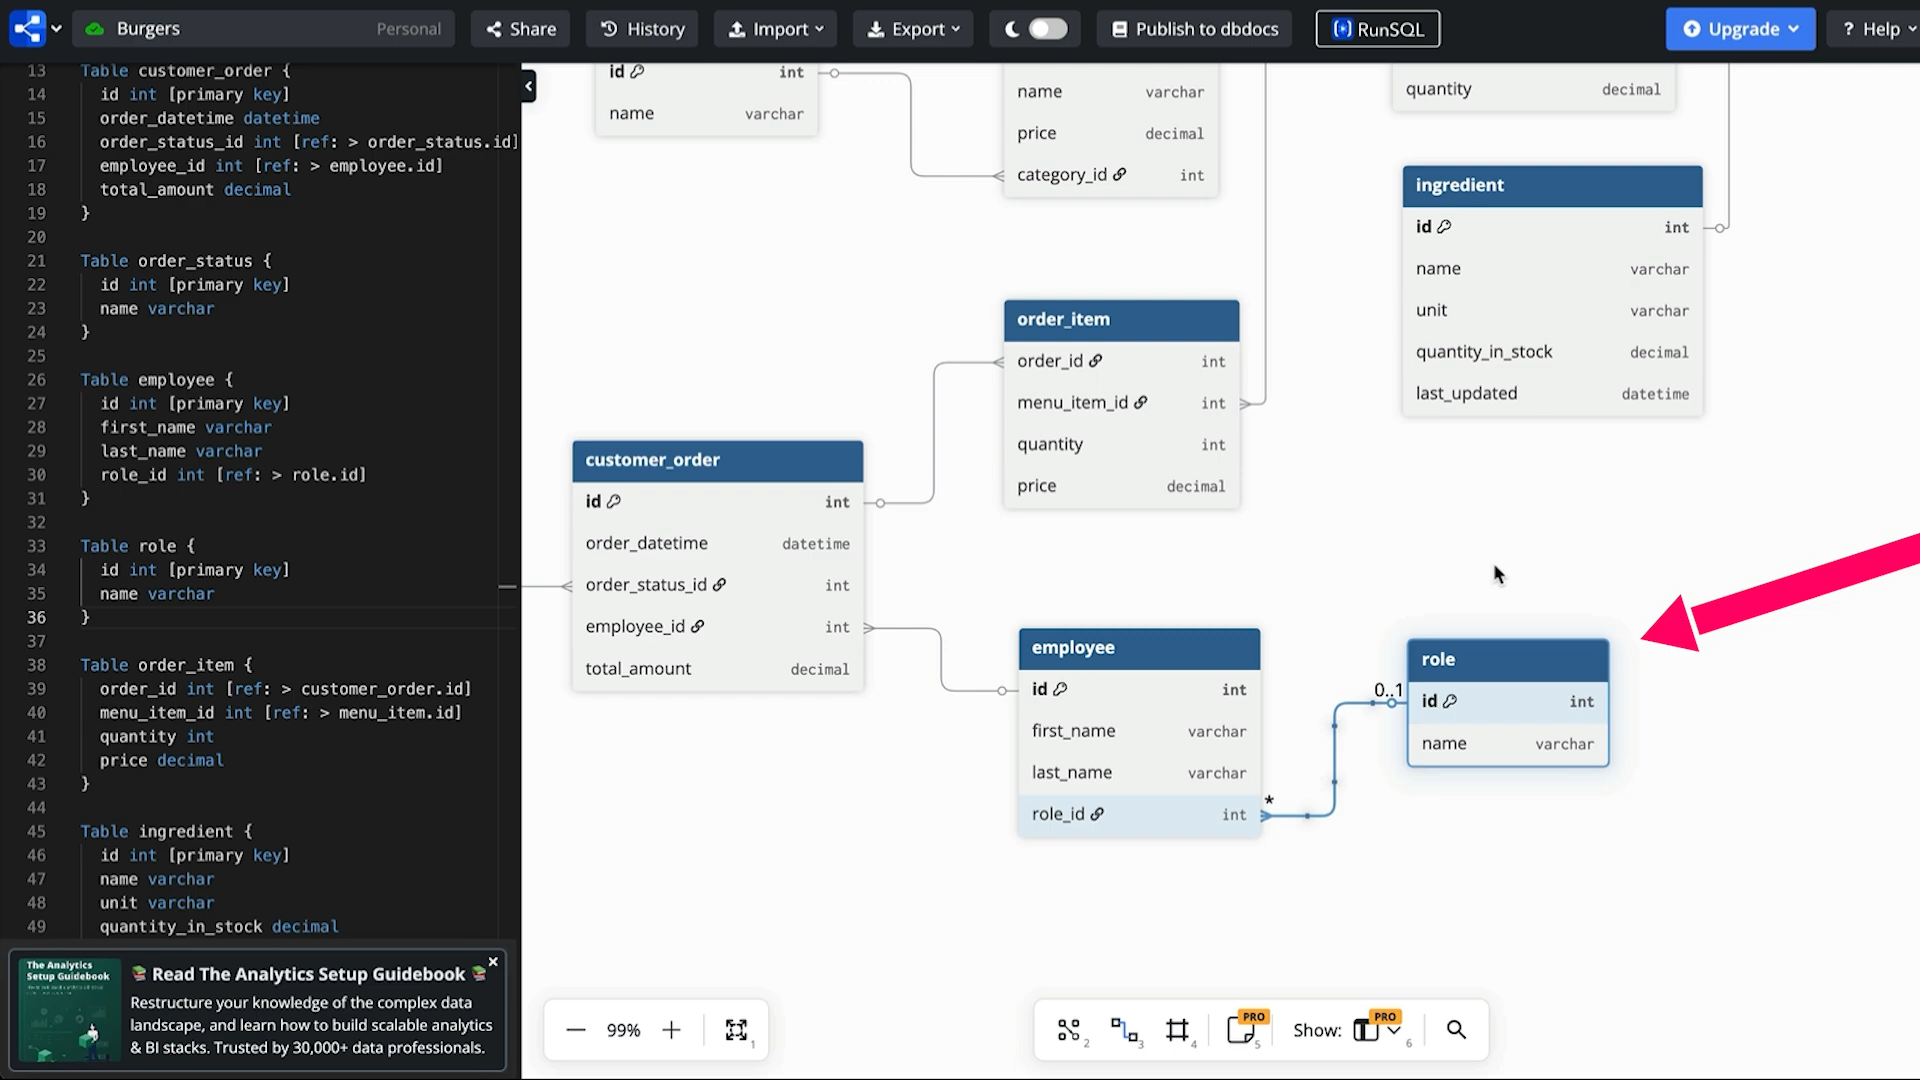 Burgers
Personal
Share
History
Import
Export
Publish to dbdocs
RunSQL
Upgrade
? Help
13 Table customer_order {
14 id int [primary key]
15 order_datetime datetime
16 order_status_id int [ref: > order_status.id]
17 employee_id int [ref: > employee.id]
18 total_amount decimal
19 }
20
21 Table order_status {
22 id int [primary key]
23 name varchar
24 }
25
26 Table employee {
27 id int [primary key]
28 first_name varchar
29 last_name varchar
30 role_id int [ref: > role.id]
31 }
32
33 Table role {
34 id int [primary key]
35 name varchar
36 }
37
38 Table order_item {
39 order_id int [ref: > customer_order.id]
40 menu_item_id int [ref: > menu_item.id]
41 quantity int
42 price decimal
43 }
44
45 Table ingredient {
46 id int [primary key]
47 name varchar
48 unit varchar
49 quantity_in_stock decimal
The Analytics
Setup Guidebook
Read The Analytics Setup Guidebook
Restructure your knowledge of the complex data
landscape, and learn how to build scalable analytics
& BI stacks. Trusted by 30,000+ data professionals.
id int
name varchar
name varchar
price decimal
category_id int
quantity decimal
ingredient
id int
name varchar
unit varchar
quantity_in_stock decimal
last_updated datetime
order_item
order_id int
menu_item_id int
quantity int
price decimal
customer_order
id int
order_datetime datetime
order_status_id int
employee_id int
total_amount decimal
employee
id int
first_name varchar
last_name varchar
role_id int
*
0..1
role
id int
name varchar
99%
1
2
3
4
PRO
5
Show:
PRO
6